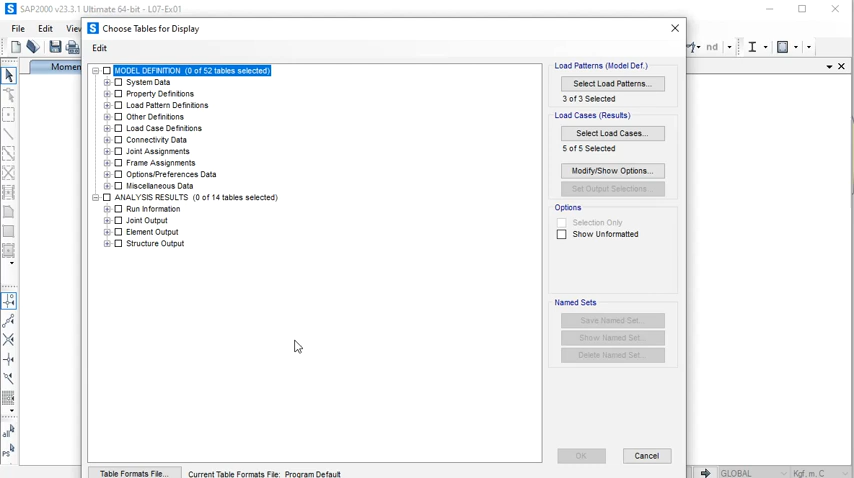 SAP2000 v23.3.1 Ultimate 64-bit - L07-Ex01
File Edit View
Choose Tables for Display
Edit
nd
Momen
MODEL DEFINITION (0 of 52 tables selected)
System Data
Property Definitions
Load Pattern Definitions
Other Definitions
Load Case Definitions
Connectivity Data
Joint Assignments
Frame Assignments
Options/Preferences Data
Miscellaneous Data
ANALYSIS RESULTS (0 of 14 tables selected)
Run Information
Joint Output
Element Output
Structure Output
Load Patterns (Model Def.)
Select Load Patterns...
3 of 3 Selected
Load Cases (Results)
Select Load Cases...
5 of 5 Selected
Modify/Show Options...
Set Output Selections...
Options
Selection Only
Show Unformatted
Named Sets
Save Named Set...
Show Named Set...
Delete Named Set...
OK
Cancel
Table Formats File...
Current Table Formats File: Program Default
all
PS
GLOBAL
Kgf, m, C